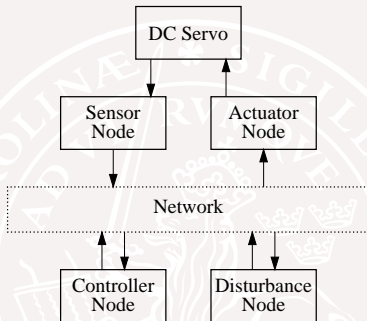 DC Servo
Sensor
Node
Actuator
Node
Network
Controller
Node
Disturbance
Node